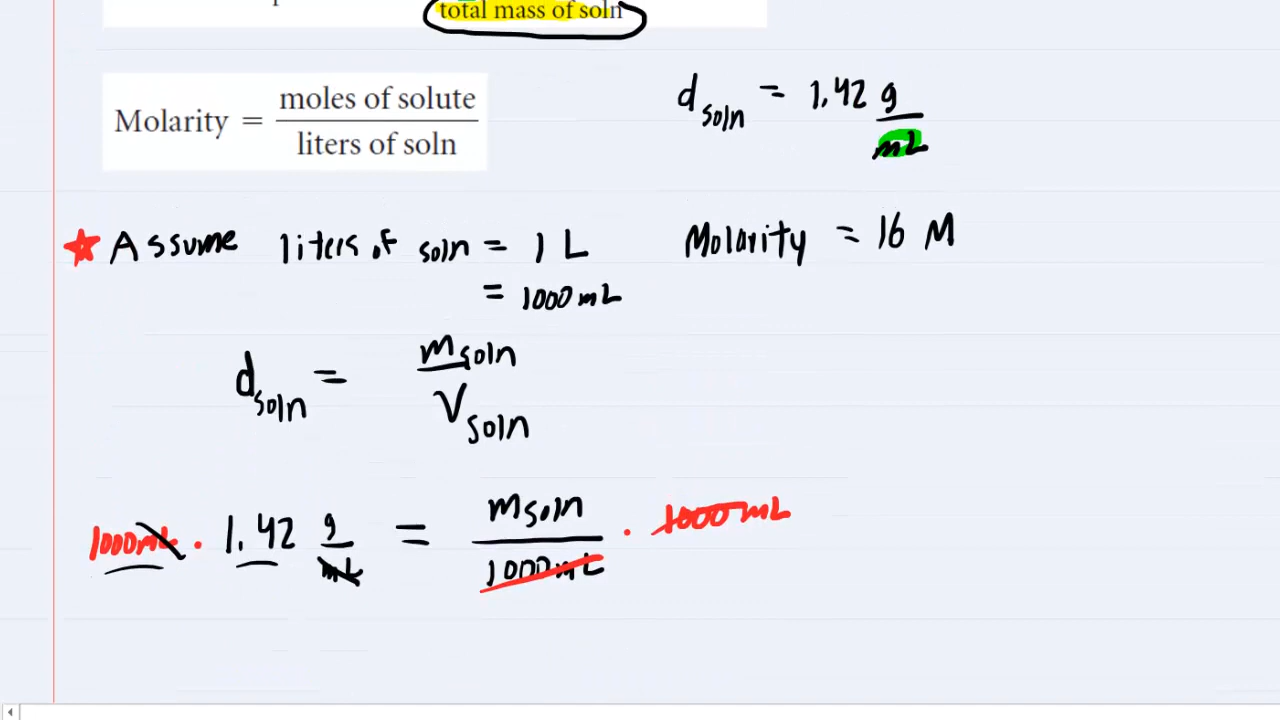 total mass of soln
Molarity = moles of solute / liters of soln
d soln = 1.42 g / mL
★ Assume liters of soln = 1 L
= 1000 mL
Molarity = 16 M
d soln = m soln / V soln
1000 mL · 1.42 g / mL = m soln / 1000 mL · 1000 mL